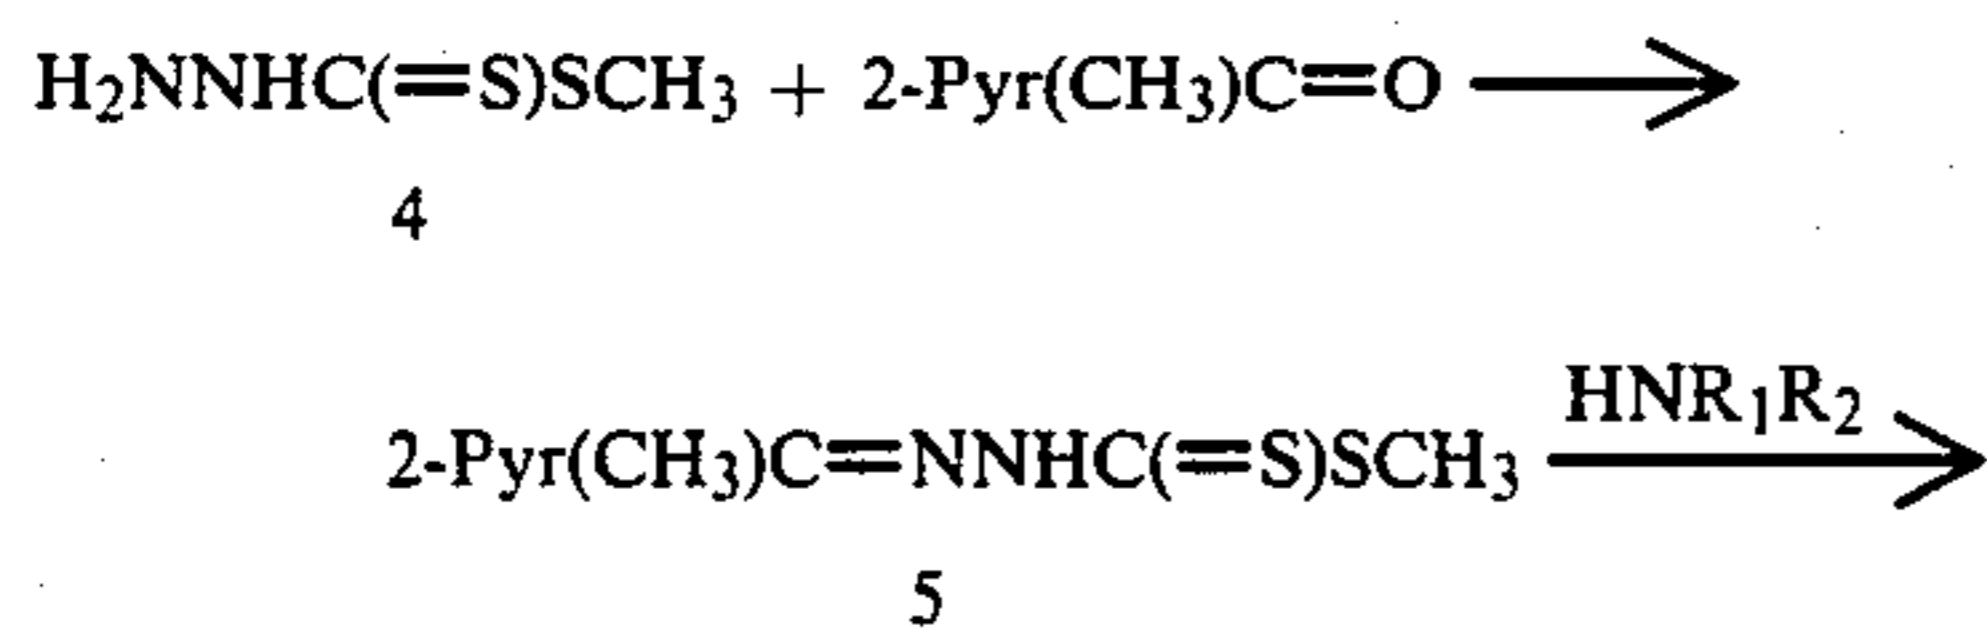 H₂NNHC(=S)SCH₃ + 2-Pyr(CH₃)C=O ⟶
4
HNR₁R₂
2-Pyr(CH₃)C=NNHC(=S)SCH₃ ⟶
5